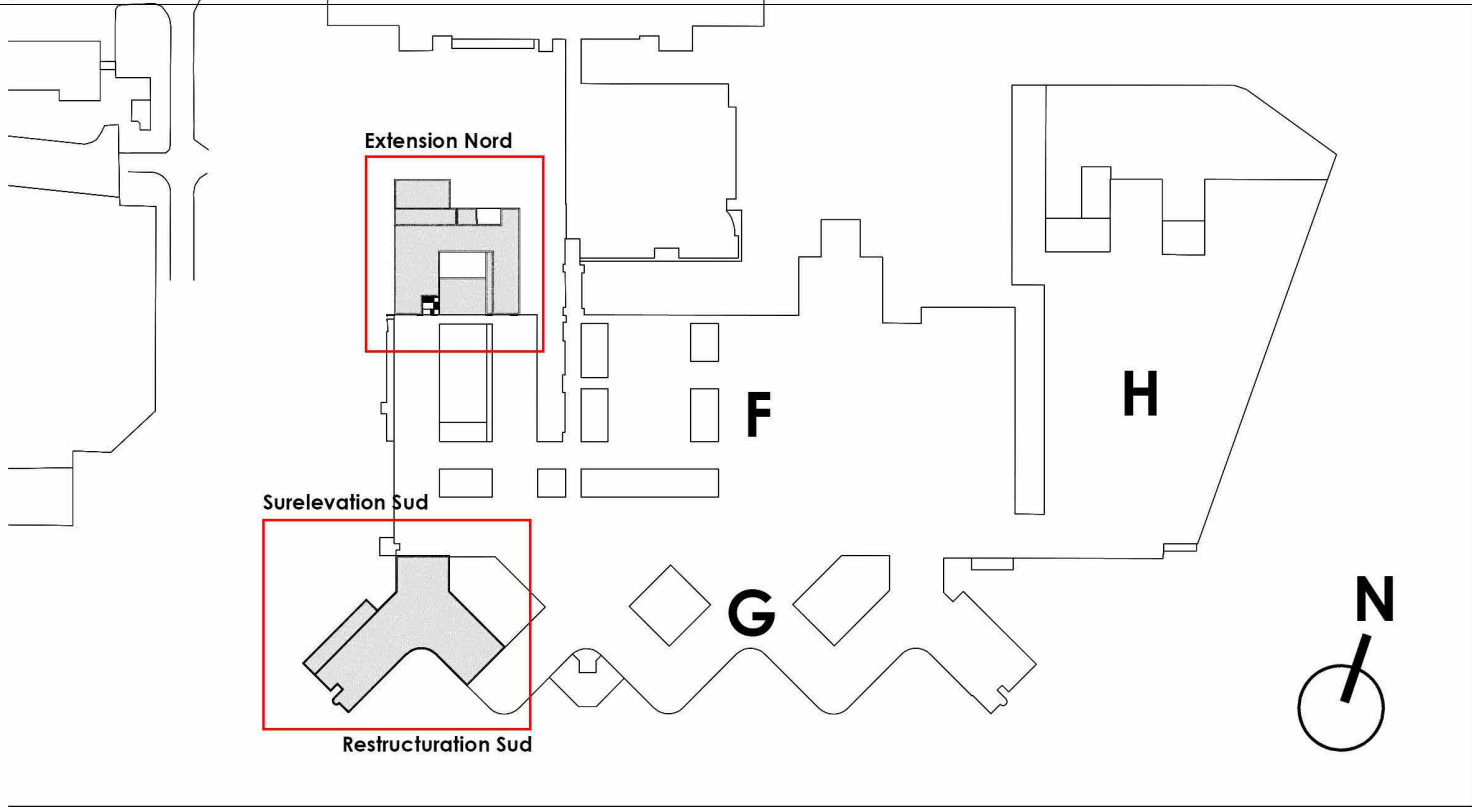 Extension Nord
F
H
Surelevation Sud
G
N
Restructuration Sud